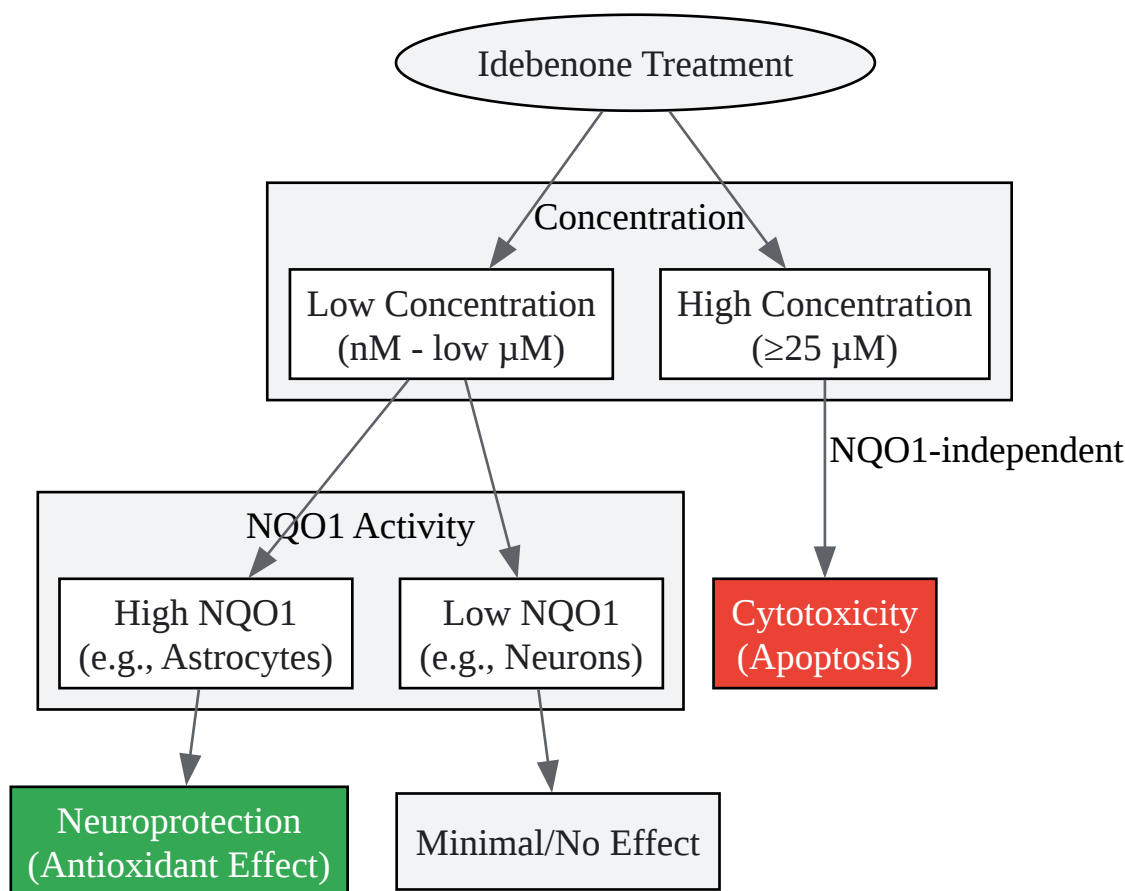 Idebenone Treatment
Concentration
Low Concentration
(nM - low µM)
High Concentration
(≥25 µM)
NQO1-independent
NQO1 Activity
High NQO1
(e.g., Astrocytes)
Low NQO1
(e.g., Neurons)
Cytotoxicity
(Apoptosis)
Neuroprotection
(Antioxidant Effect)
Minimal/No Effect